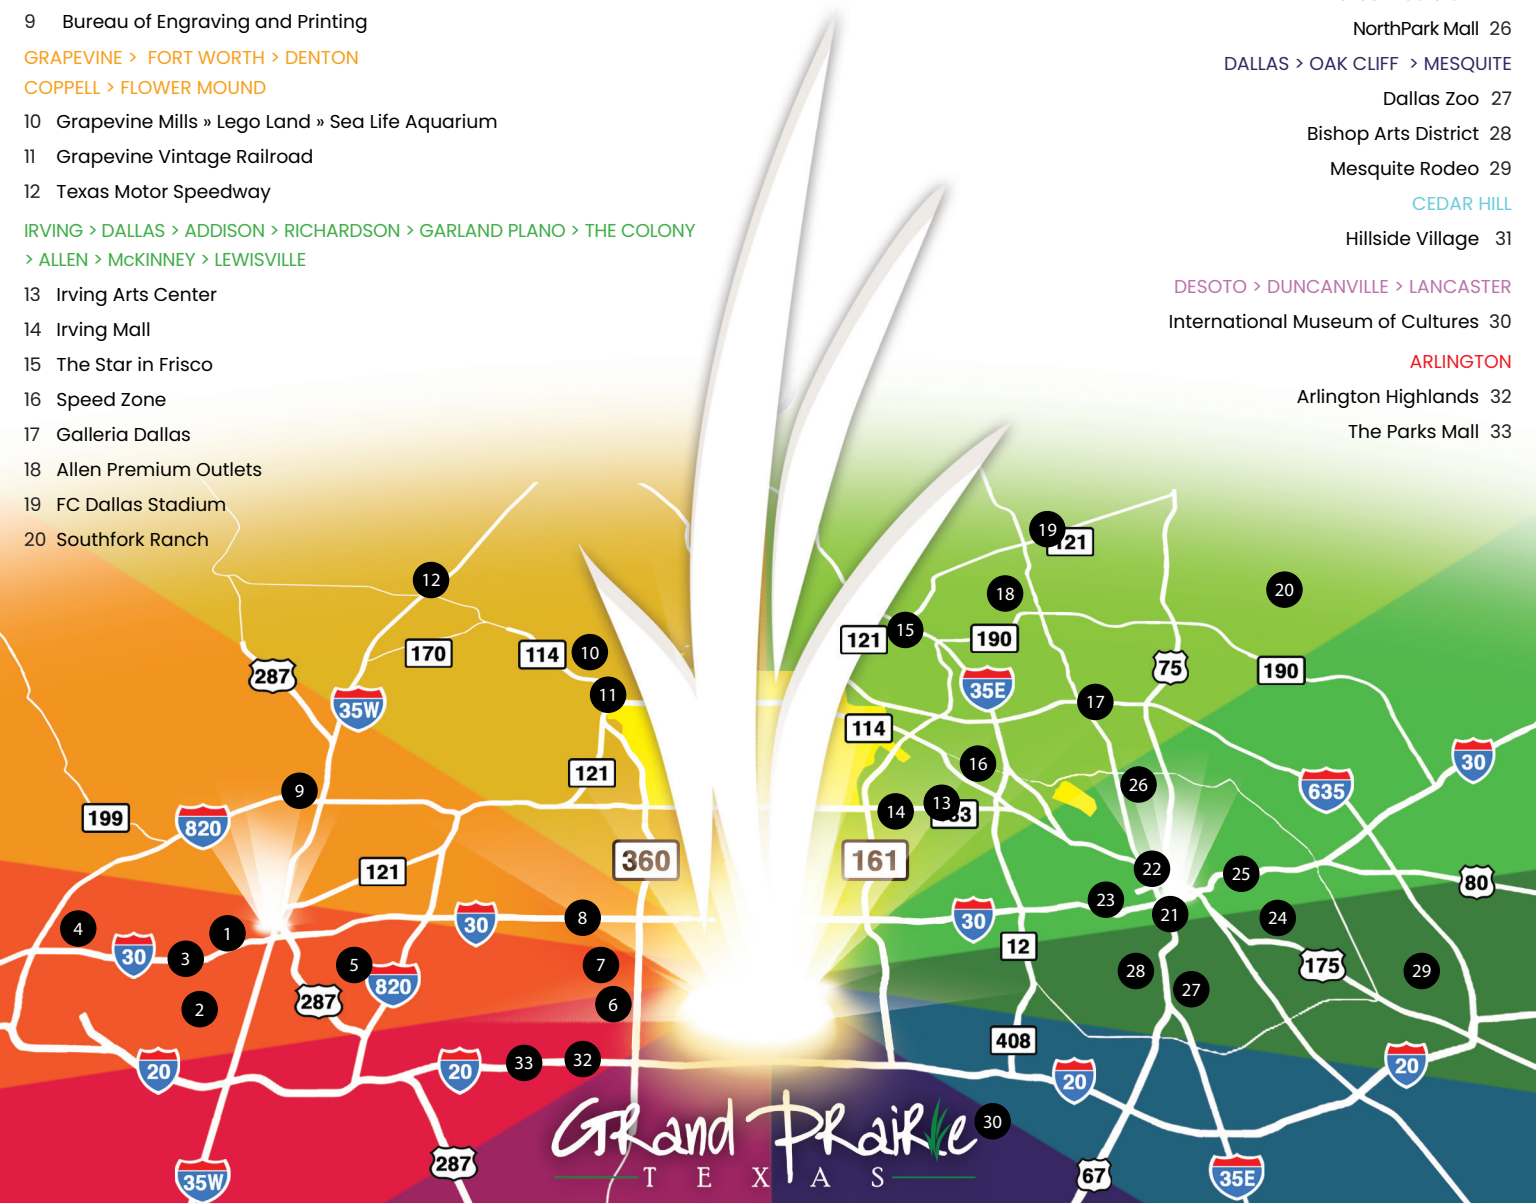 9 Bureau of Engraving and Printing
GRAPEVINE > FORT WORTH > DENTON
COPPELL > FLOWER MOUND
10 Grapevine Mills » Lego Land » Sea Life Aquarium
11 Grapevine Vintage Railroad
12 Texas Motor Speedway
IRVING > DALLAS > ADDISON > RICHARDSON > GARLAND PLANO > THE COLONY
> ALLEN > McKINNEY > LEWISVILLE
13 Irving Arts Center
14 Irving Mall
15 The Star in Frisco
16 Speed Zone
17 Galleria Dallas
18 Allen Premium Outlets
19 FC Dallas Stadium
20 Southfork Ranch
NorthPark Mall 26
DALLAS > OAK CLIFF > MESQUITE
Dallas Zoo 27
Bishop Arts District 28
Mesquite Rodeo 29
CEDAR HILL
Hillside Village 31
DESOTO > DUNCANVILLE > LANCASTER
International Museum of Cultures 30
ARLINGTON
Arlington Highlands 32
The Parks Mall 33
19
121
12
18
20
121
15
190
170
114
10
75
190
287
35W
11
35E
17
114
121
16
30
9
26
635
199
820
14
13
360
161
121
22
25
80
4
1
30
8
30
23
21
24
3
30
5
820
7
12
28
175
29
2
287
6
27
408
20
20
33
32
20
20
30
Grand Prairie
TEXAS
287
35W
67
35E